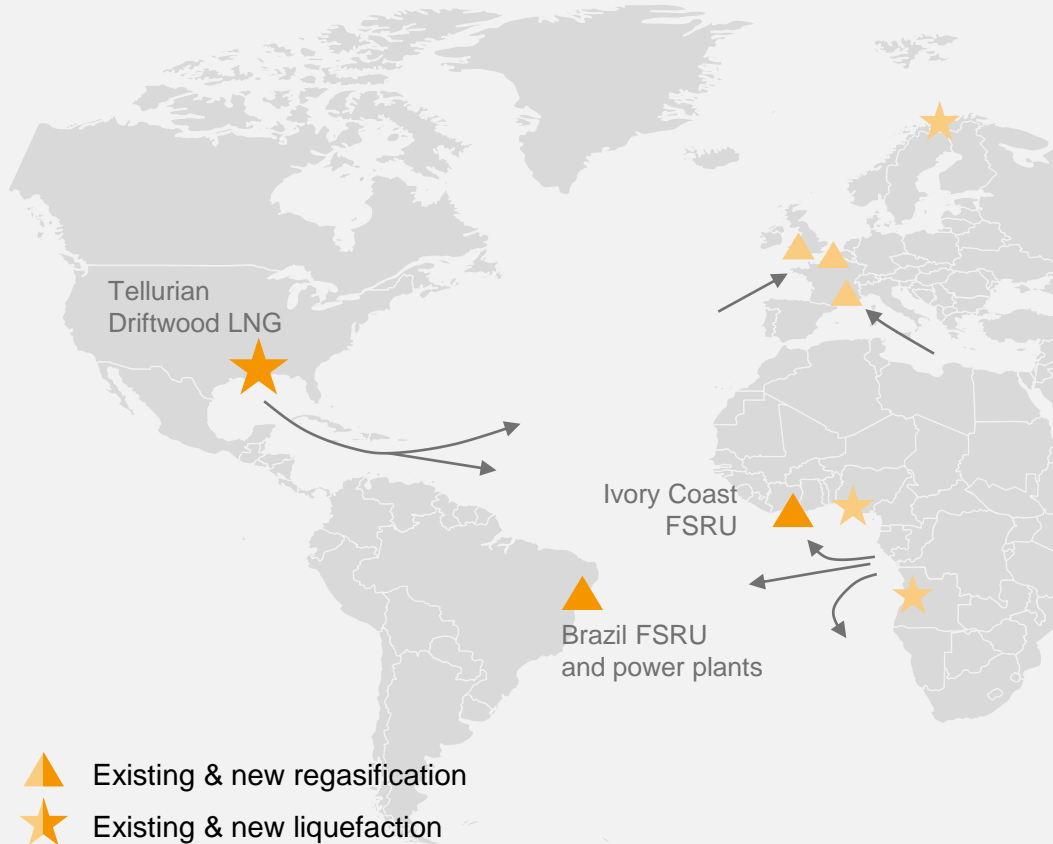 Tellurian
Driftwood LNG
Ivory Coast
FSRU
Brazil FSRU
and power plants
Existing & new regasification
Existing & new liquefaction